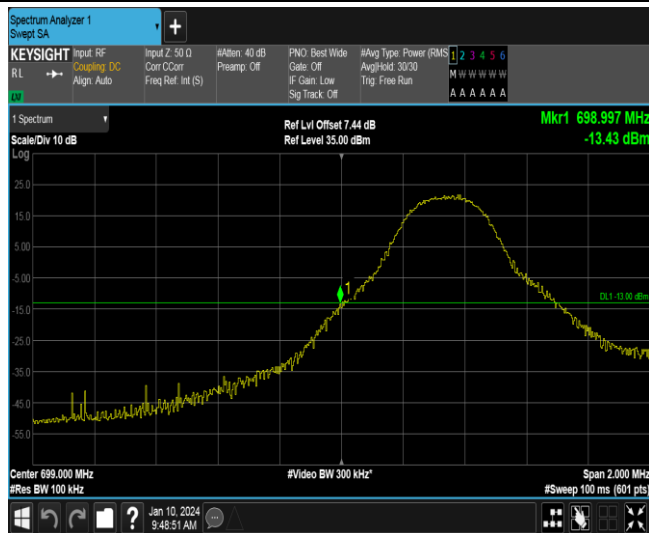 Spectrum Analyzer 1
Swept SA
KEYSIGHT
RL
Input: RF
Coupling: DC
Align: Auto
Input Z: 50 Ω
Corr CCorr
Freq Ref: Int (S)
#Atten: 40 dB
Preamp: Off
PNO: Best Wide
Gate: Off
IF Gain: Low
Sig Track: Off
#Avg Type: Power (RMS
Avg|Hold: 30/30
Trig: Free Run
1 2 3 4 5 6
M W W W W W
A A A A A A
1 Spectrum
Scale/Div 10 dB
Log
Ref Lvl Offset 7.44 dB
Ref Level 35.00 dBm
Mkr1 698.997 MHz
-13.43 dBm
25.0
15.0
5.00
-5.00
-15.0
-25.0
-35.0
-45.0
-55.0
1
DL1 -13.00 dBm
Center 699.000 MHz
#Res BW 100 kHz
#Video BW 300 kHz*
Span 2.000 MHz
#Sweep 100 ms (601 pts)
?
Jan 10, 2024
9:48:51 AM